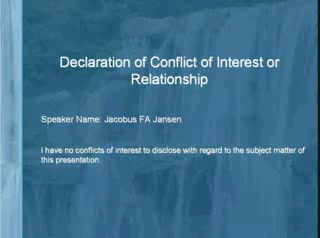 Declaration of Conflict of Interest or
Relationship
Speaker Name: Jacobus FA Jansen
I have no conflicts of interest to disclose with regard to the subject matter of
this presentation.